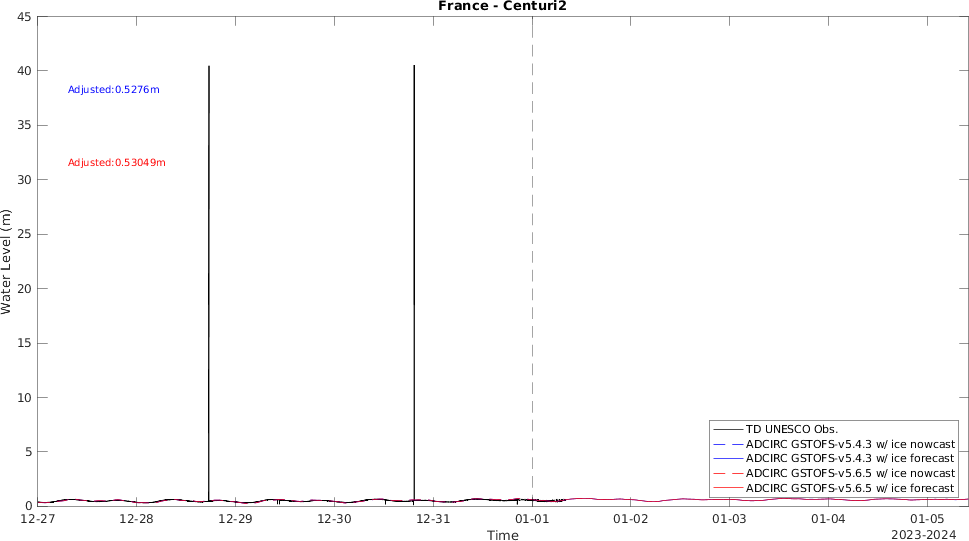 France - Centuri2
45
40
35
30
25
20
15
10
5
0
Water Level (m)
Adjusted:0.5276m
Adjusted:0.53049m
TD UNESCO Obs.
ADCIRC GSTOFS-v5.4.3 w/ ice nowcast
ADCIRC GSTOFS-v5.4.3 w/ ice forecast
ADCIRC GSTOFS-v5.6.5 w/ ice nowcast
ADCIRC GSTOFS-v5.6.5 w/ ice forecast
12-27 12-28 12-29 12-30 12-31 01-01 01-02 01-03 01-04 01-05
Time
2023-2024